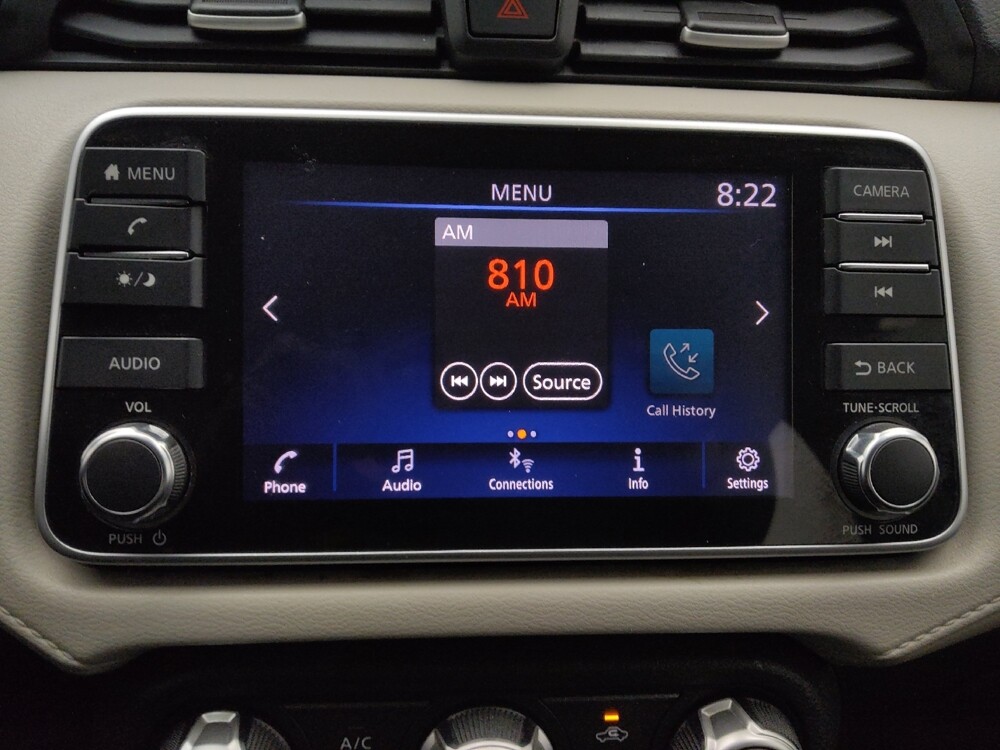 MENU
AUDIO
VOL
PUSH
MENU
8:22
AM
810
AM
Source
Call History
Phone
Audio
Connections
Info
Settings
CAMERA
BACK
TUNE·SCROLL
PUSH SOUND
A/C